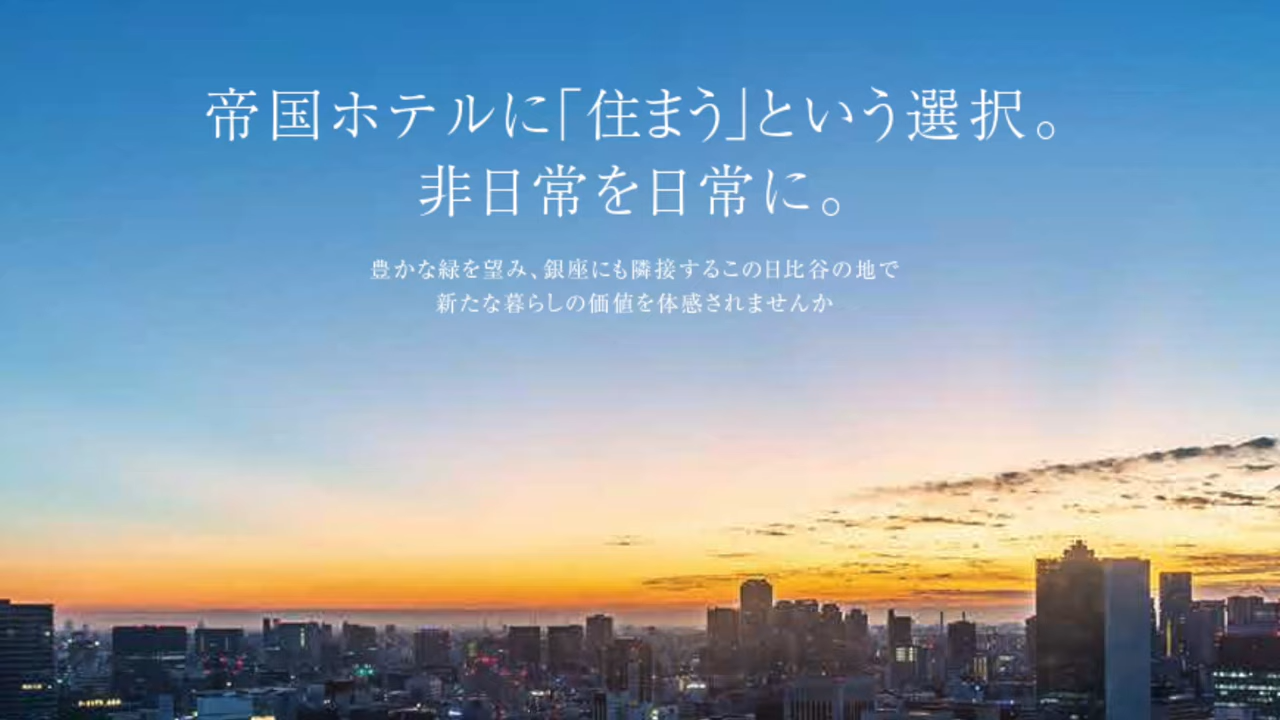 帝国ホテルに「住まう」という選択。
非日常を日常に。
豊かな緑を望み、銀座にも隣接するこの日比谷の地で
新たな暮らしの価値を体感されませんか